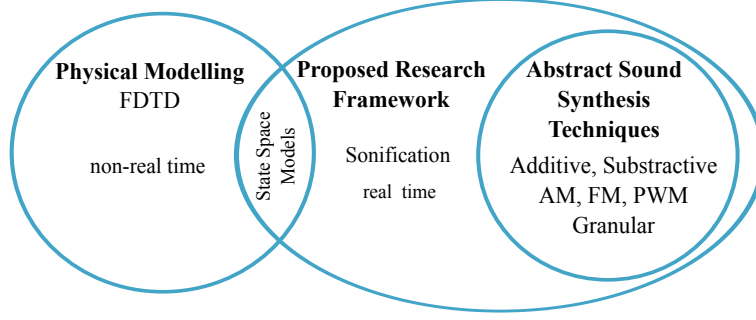 Physical Modelling
FDTD
non-real time
State Space
Models
Proposed Research
Framework
Sonification
real time
Abstract Sound
Synthesis
Techniques
Additive, Substractive
AM, FM, PWM
Granular